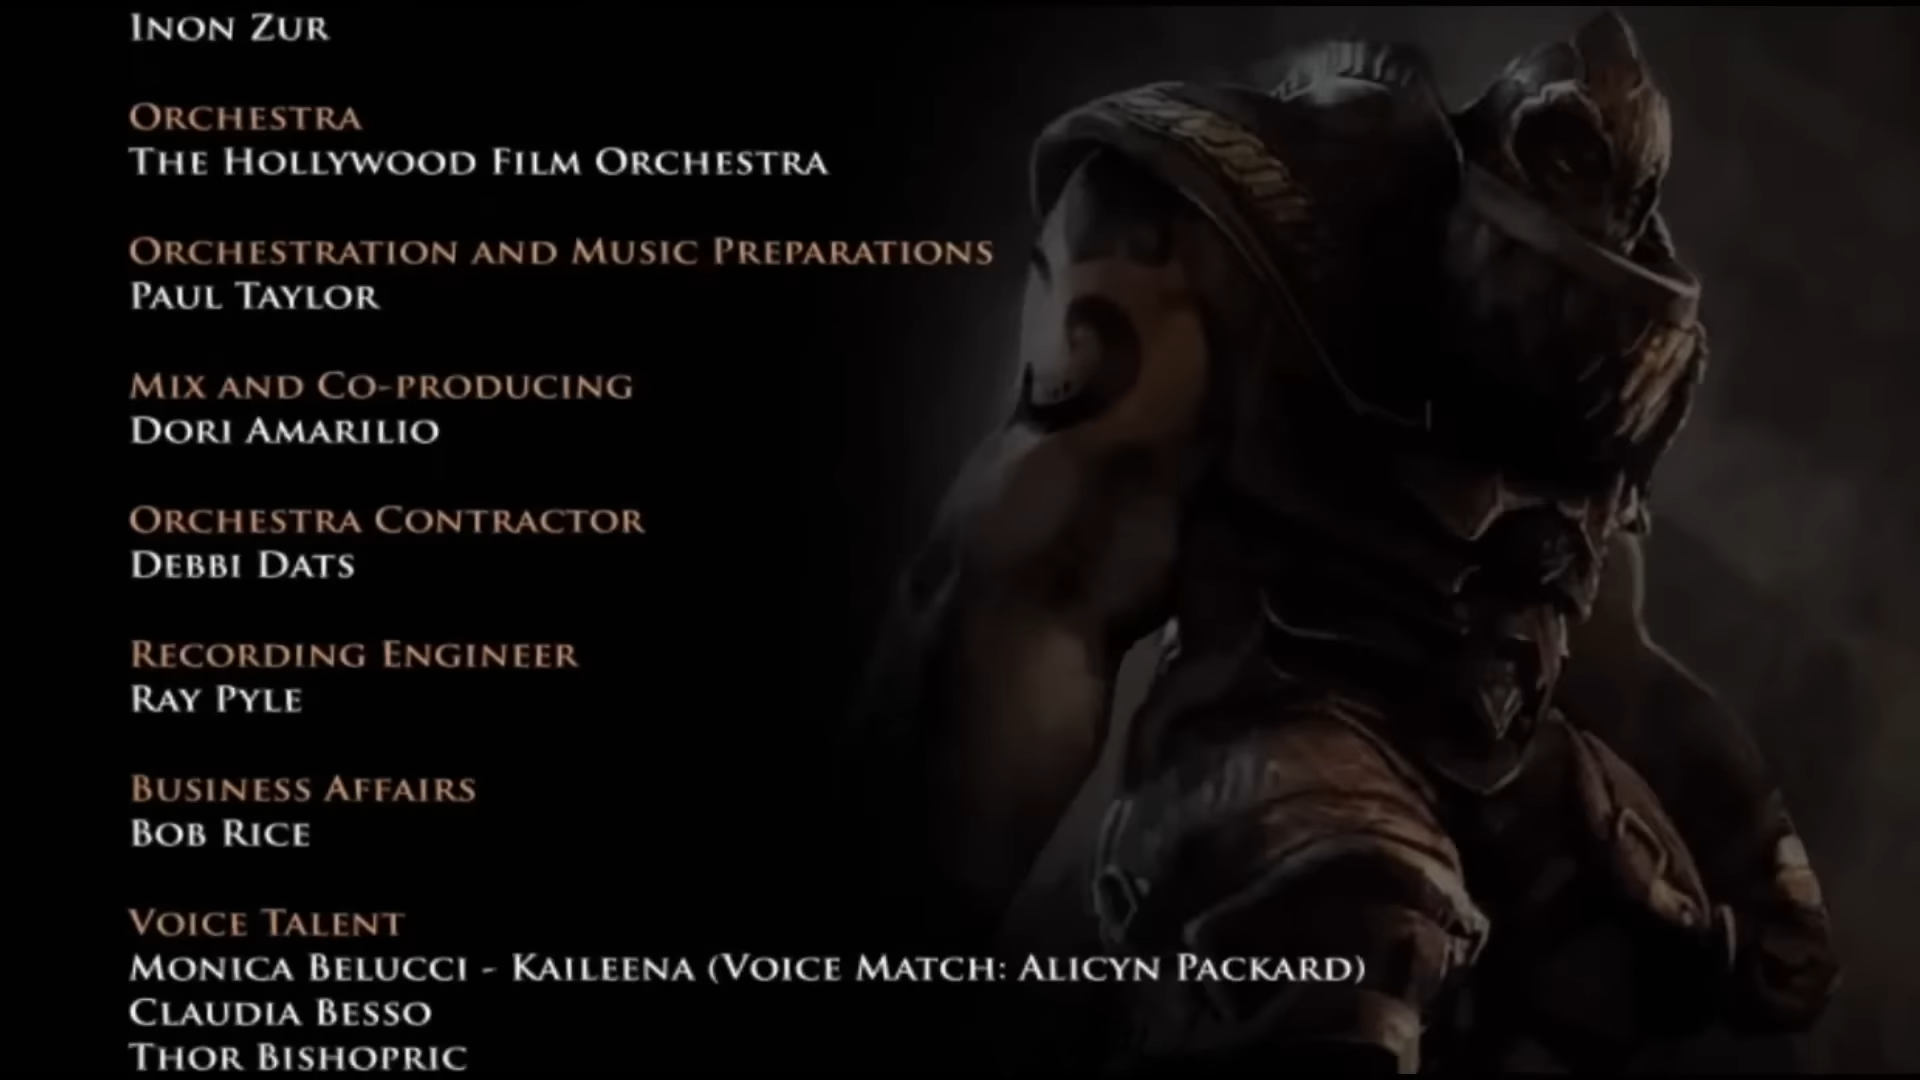 Inon Zur
Orchestra
The Hollywood Film Orchestra
Orchestration and Music Preparations
Paul Taylor
Mix and Co-producing
Dori Amarilio
Orchestra Contractor
Debbi Dats
Recording Engineer
Ray Pyle
Business Affairs
Bob Rice
Voice Talent
Monica Belucci - Kaileena (Voice Match: Alicyn Packard)
Claudia Besso
Thor Bishopric